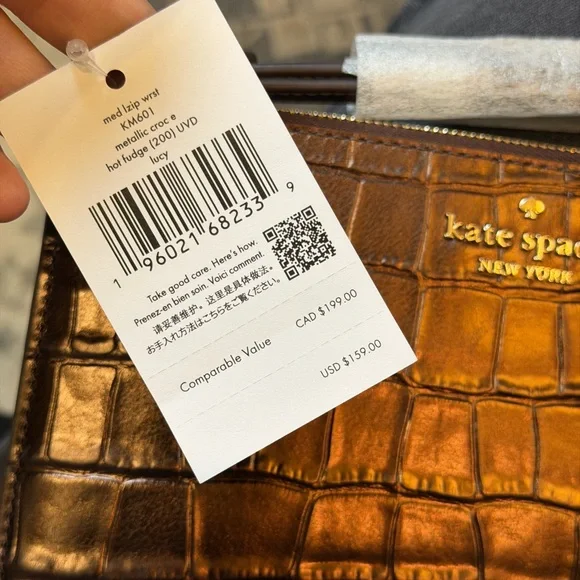 med lzip wrst
KM601
metallic croc e
hot fudge (200) UVD
lucy
1 96021 68233 9
Take good care. Here's how.
Prenez-en bien soin. Voici comment.
请妥善维护。这里是具体做法。
お手入れ方法はこちらをご覧ください。
Comparable Value
CAD $199.00
USD $159.00
kate spac
NEW YORK